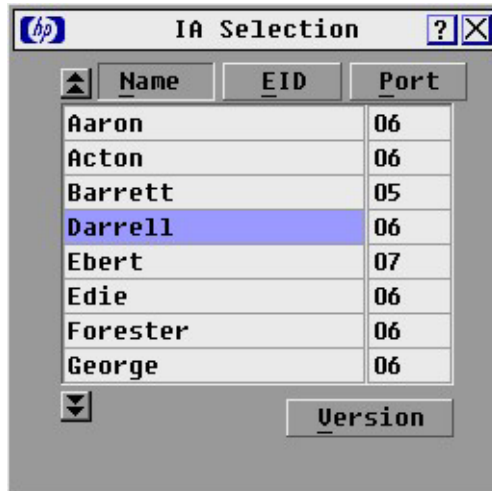 hp IA Selection ? X
Name EID Port
Aaron 06
Acton 06
Barrett 05
Darrell 06
Ebert 07
Edie 06
Forester 06
George 06
Version